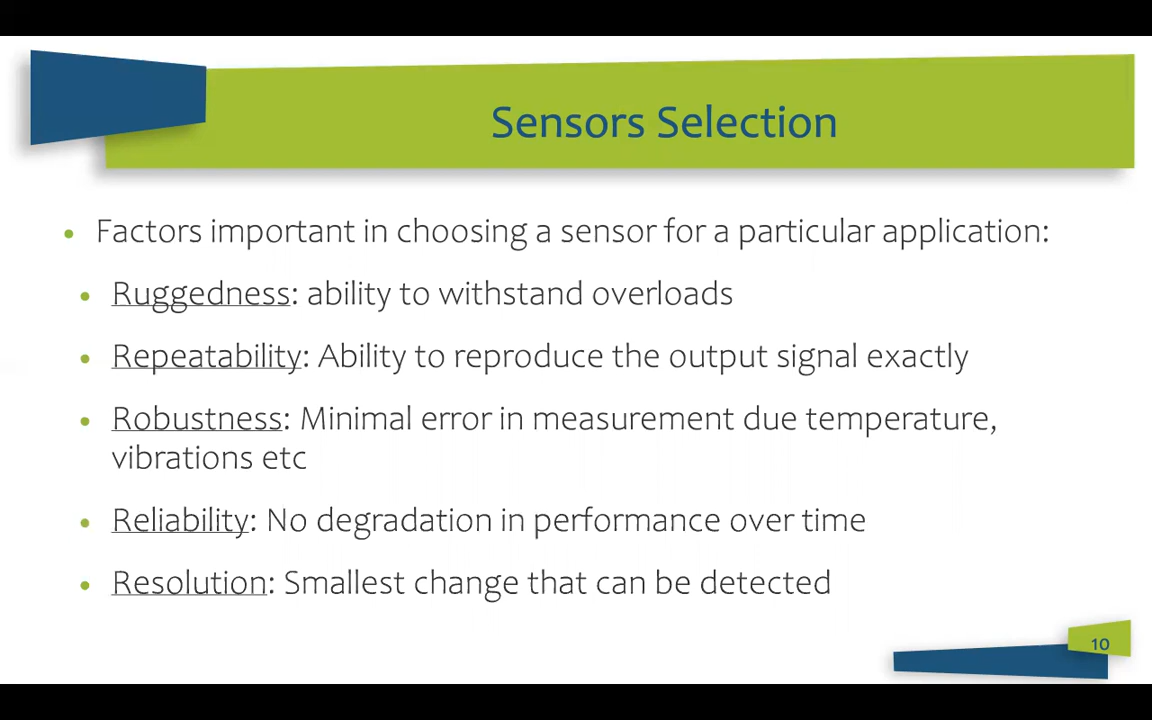 Sensors Selection
• Factors important in choosing a sensor for a particular application:
• Ruggedness: ability to withstand overloads
• Repeatability: Ability to reproduce the output signal exactly
• Robustness: Minimal error in measurement due temperature,
vibrations etc
• Reliability: No degradation in performance over time
• Resolution: Smallest change that can be detected
10